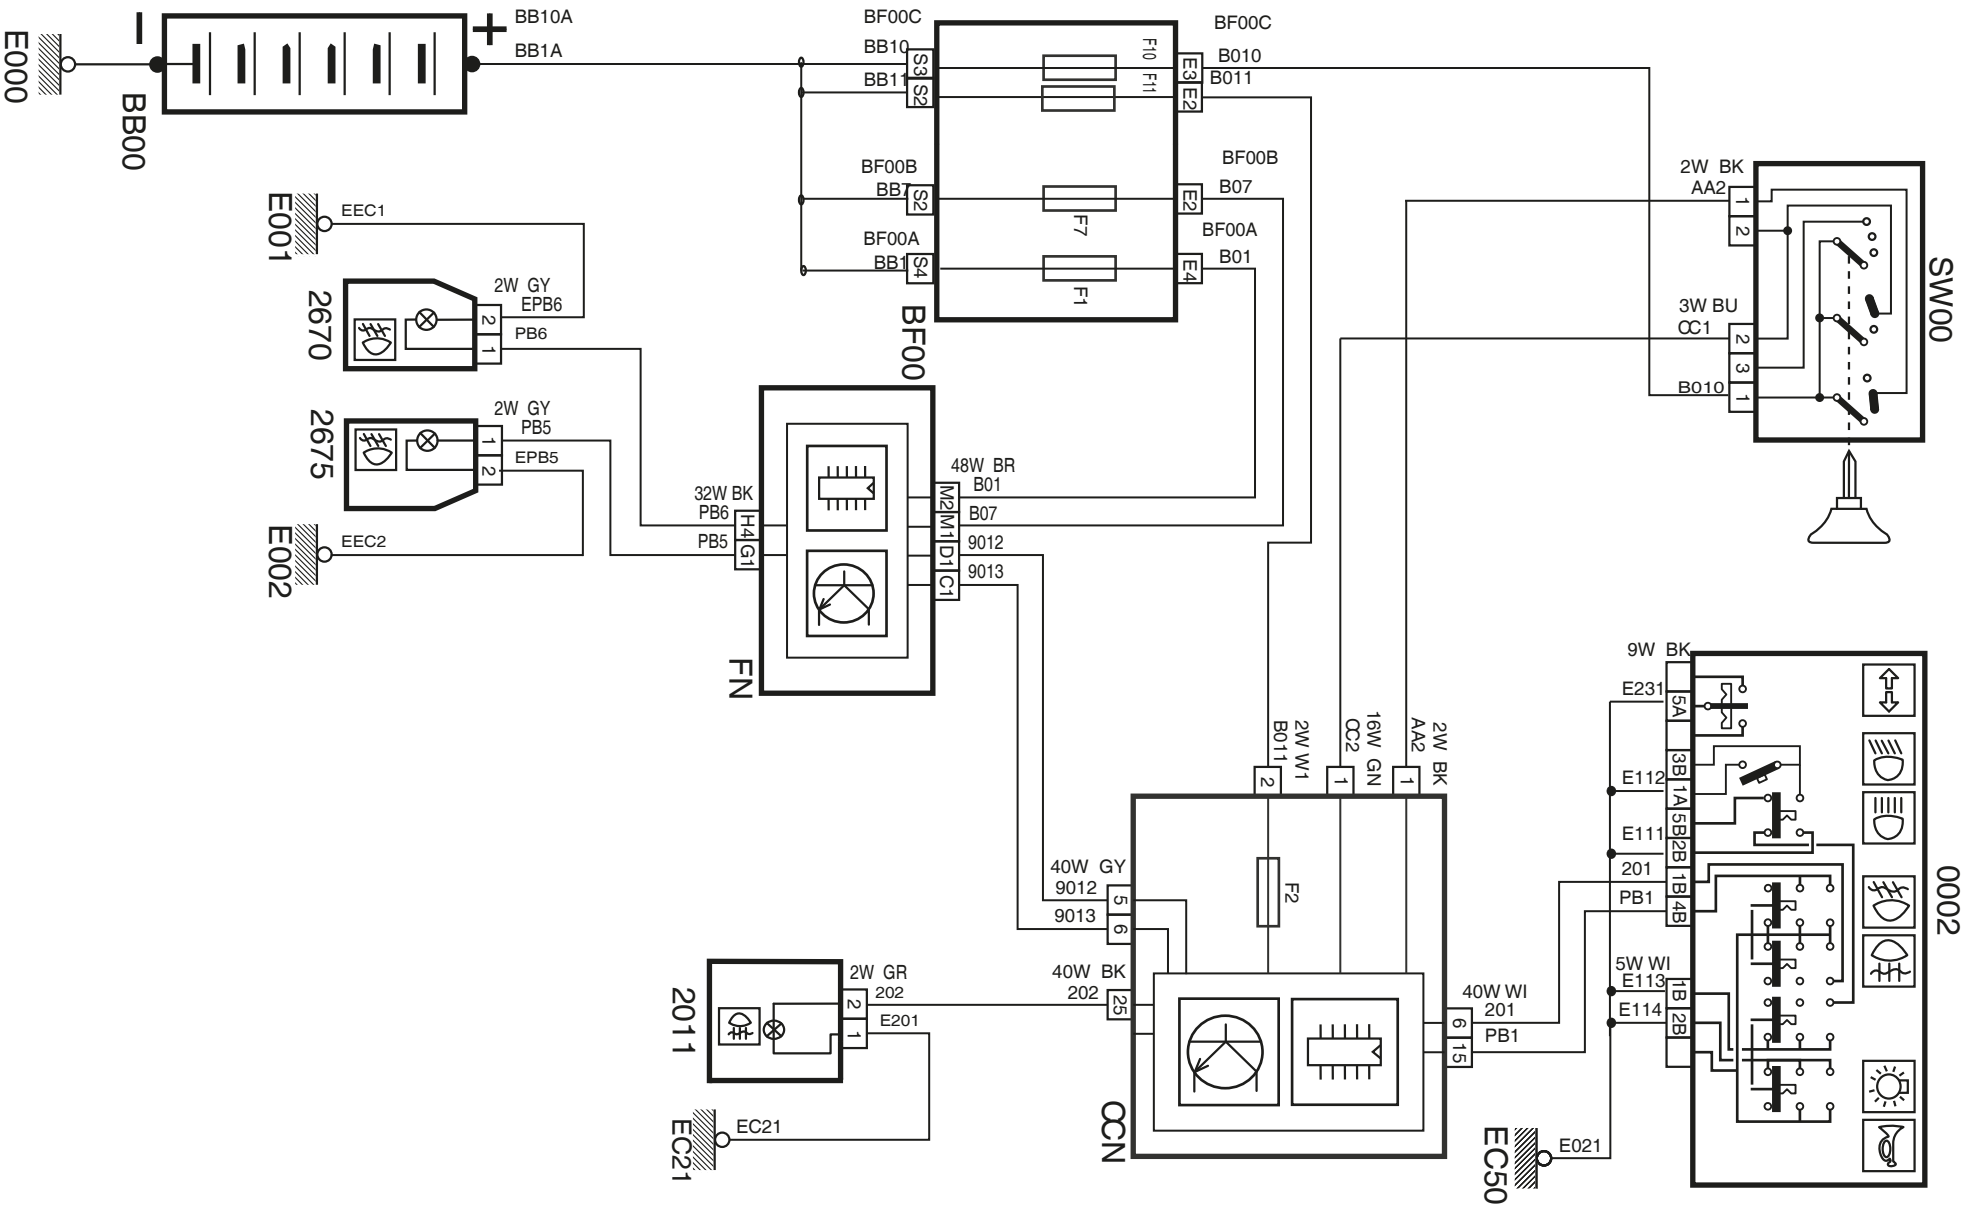 BB10A
BB1A
E000
BB00
BF00C
BB10
S3
BB11
S2
BF00B
BB7
S2
BF00A
BB1
S4
F10
F11
F7
F1
BF00
BF00C
E3
B010
E2
B011
BF00B
E2
B07
BF00A
E4
B01
2W BK
AA2
1
2
3W BU
CC1
2
3
B010
1
SW00
E001
EEC1
2670
2W GY
EPB6
2
PB6
1
2675
2W GY
PB5
1
EPB5
2
E002
EEC2
32W BK
PB6
H4
PB5
G1
48W BR
M2
B01
M1
B07
D1
9012
C1
9013
FN
2W W1
B011
2
16W GN
CC2
1
2W BK
AA2
1
F2
40W GY
9012
5
9013
6
40W BK
202
25
CCN
40W WI
201
6
PB1
15
2011
2W GR
2
202
1
E201
EC21
EC21
EC50
E021
9W BK
E231
5A
3B
E112
1A
5B
E111
2B
201
1B
PB1
4B
5W WI
E113
1B
E114
2B
0002